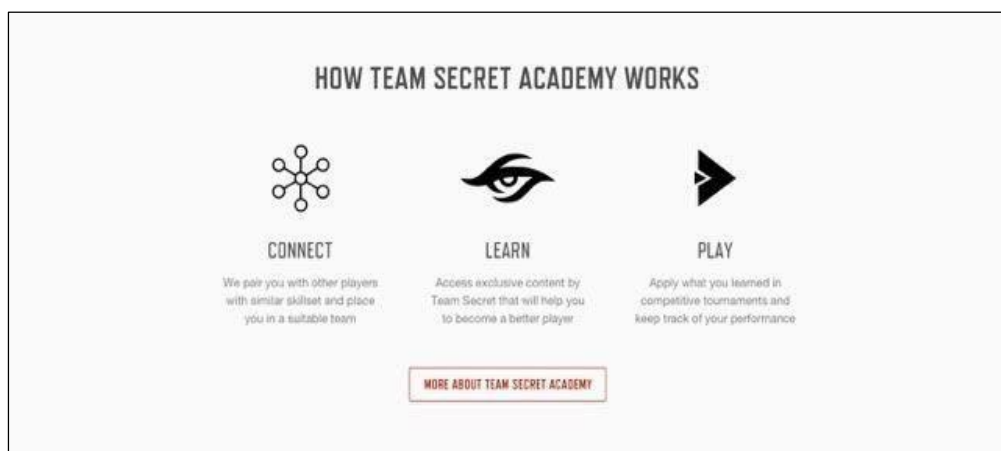 HOW TEAM SECRET ACADEMY WORKS
CONNECT
We pair you with other players
with similar skillset and place
you in a suitable team
LEARN
Access exclusive content by
Team Secret that will help you
to become a better player
PLAY
Apply what you learned in
competitive tournaments and
keep track of your performance
MORE ABOUT TEAM SECRET ACADEMY